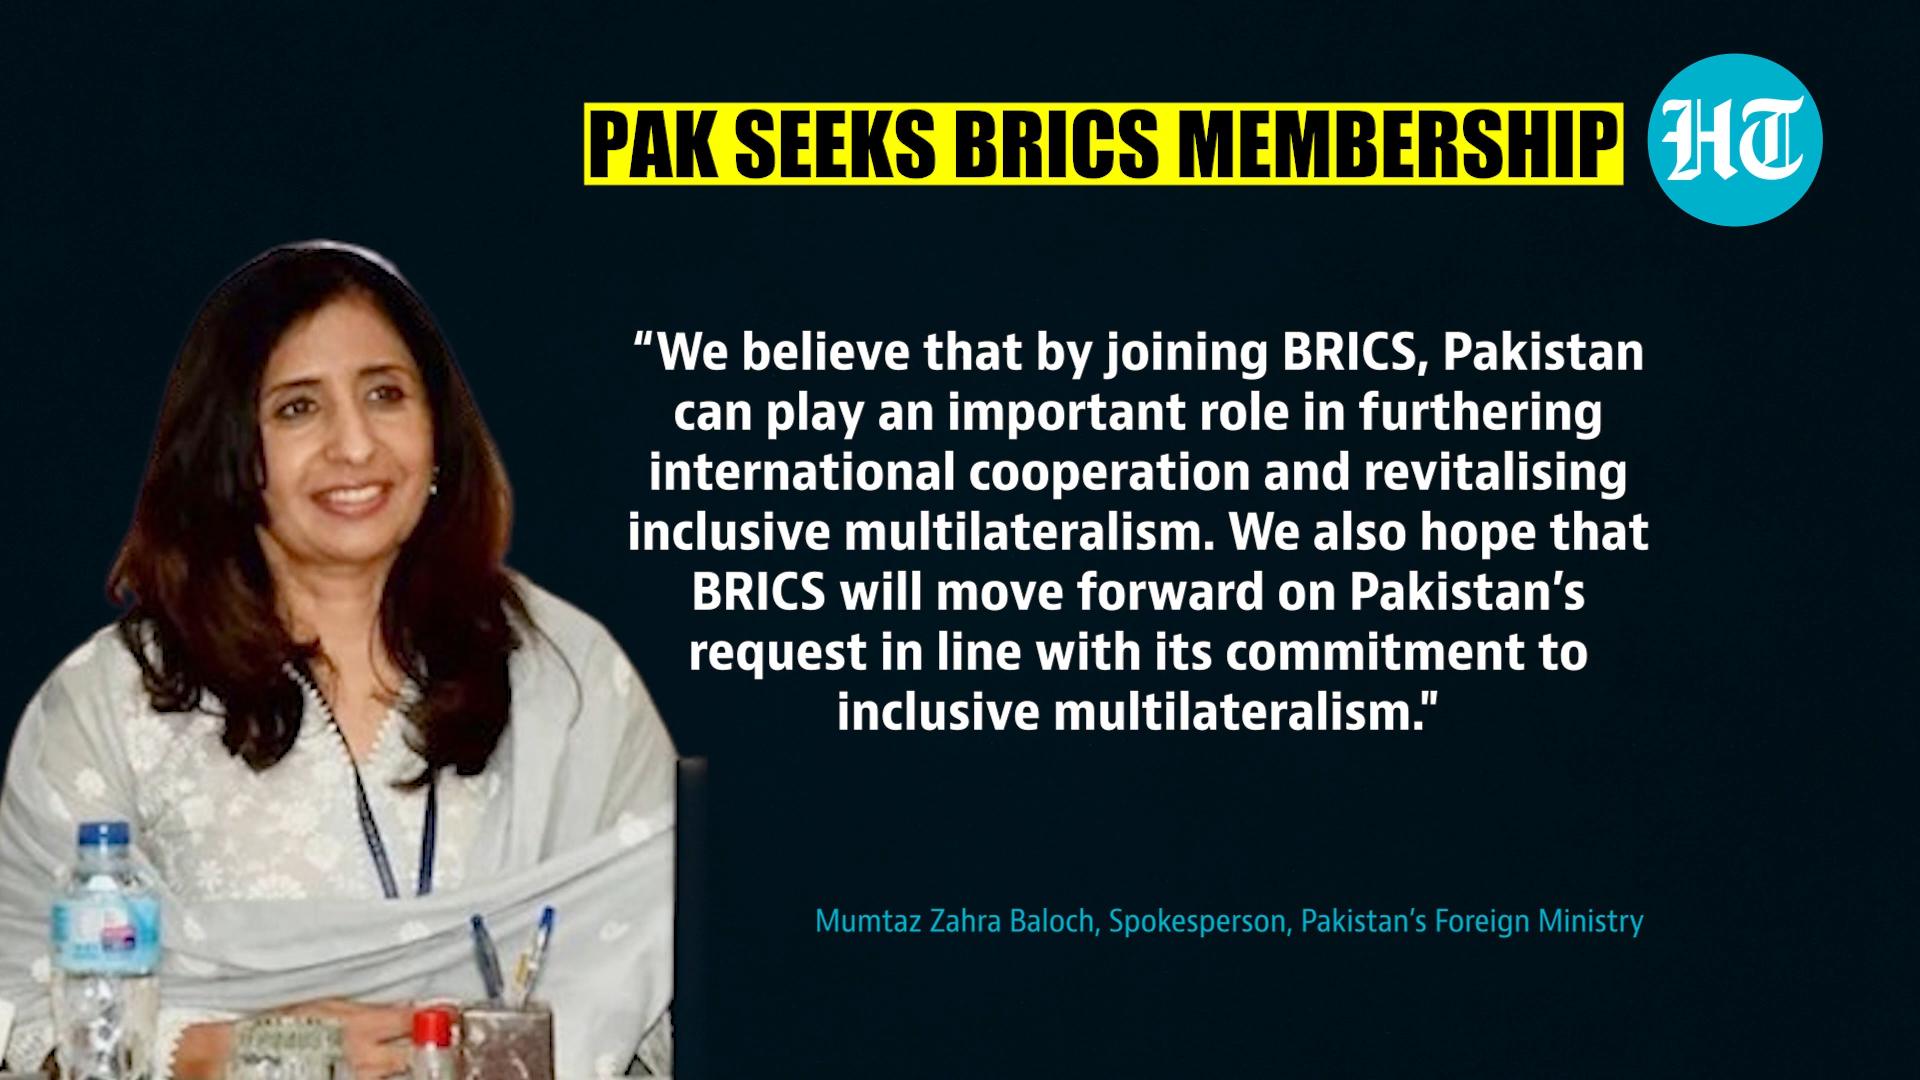 PAK SEEKS BRICS MEMBERSHIP
HT
“We believe that by joining BRICS, Pakistan
can play an important role in furthering
international cooperation and revitalising
inclusive multilateralism. We also hope that
BRICS will move forward on Pakistan’s
request in line with its commitment to
inclusive multilateralism."
Mumtaz Zahra Baloch, Spokesperson, Pakistan’s Foreign Ministry